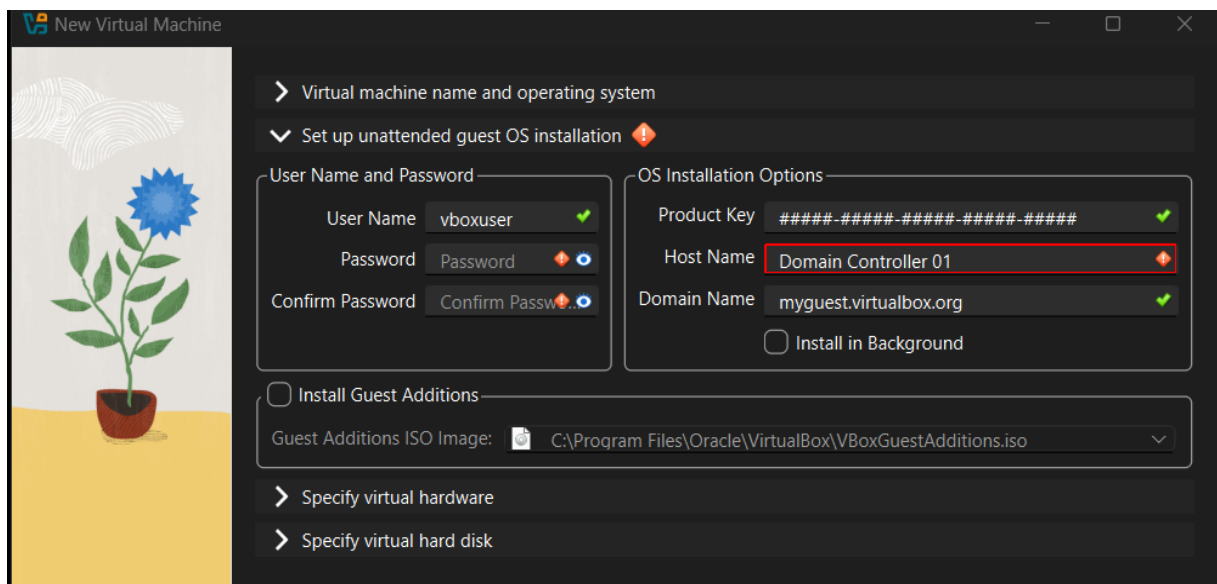 New Virtual Machine
Virtual machine name and operating system
Set up unattended guest OS installation
User Name and Password
User Name vboxuser
Password Password
Confirm Password Confirm Passw...
OS Installation Options
Product Key #####-#####-#####-#####-#####
Host Name Domain Controller 01
Domain Name myguest.virtualbox.org
Install in Background
Install Guest Additions
Guest Additions ISO Image: C:\Program Files\Oracle\VirtualBox\VBoxGuestAdditions.iso
Specify virtual hardware
Specify virtual hard disk